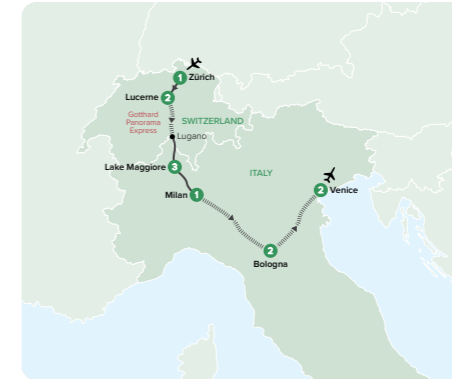 1 Zürich
Lucerne 2
Gotthard
Panorama
Express
SWITZERLAND
Lugano
Lake Maggiore 3
ITALY
Milan 1
2 Venice
2
Bologna